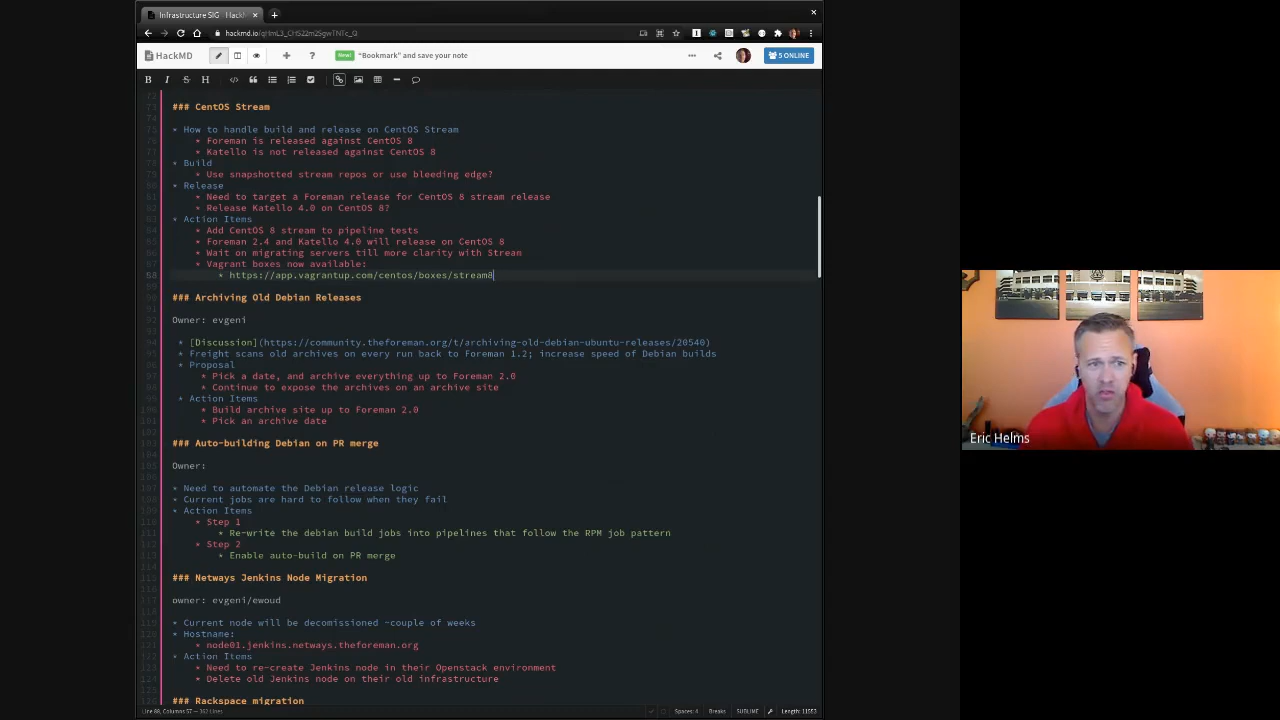 Infrastructure SIG - HackM
hackmd.io
HackMD
New! "Bookmark" and save your note
5 ONLINE
### CentOS Stream
* How to handle build and release on CentOS Stream
* Foreman is released against CentOS 8
* Katello is not released against CentOS 8
* Build
* Use snapshotted stream repos or use bleeding edge?
* Release
* Need to target a Foreman release for CentOS 8 stream release
* Release Katello 4.0 on CentOS 8?
* Action Items
* Add CentOS 8 stream to pipeline tests
* Foreman 2.4 and Katello 4.0 will release on CentOS 8
* Wait on migrating servers till more clarity with Stream
* Vagrant boxes now available:
* https://app.vagrantup.com/centos/boxes/stream8
### Archiving Old Debian Releases
Owner: evgeni
* [Discussion](https://community.theforeman.org/t/archiving-old-debian-ubuntu-releases/20540)
* Freight scans old archives on every run back to Foreman 1.2; increase speed of Debian builds
* Proposal
* Pick a date, and archive everything up to Foreman 2.0
* Continue to expose the archives on an archive site
* Action Items
* Build archive site up to Foreman 2.0
* Pick an archive date
### Auto-building Debian on PR merge
Owner:
* Need to automate the Debian release logic
* Current jobs are hard to follow when they fail
* Action Items
* Step 1
* Re-write the debian build jobs into pipelines that follow the RPM job pattern
* Step 2
* Enable auto-build on PR merge
### Netways Jenkins Node Migration
owner: evgeni/ewoud
* Current node will be decomissioned ~couple of weeks
* Hostname:
* node01.jenkins.netways.theforeman.org
* Action Items
* Need to re-create Jenkins node in their Openstack environment
* Delete old Jenkins node on their old infrastructure
### Rackspace migration
Line 88, Columns 57 — 362 Lines
Spaces: 4 Breaks SUBLIME Length: 11553
Eric Helms